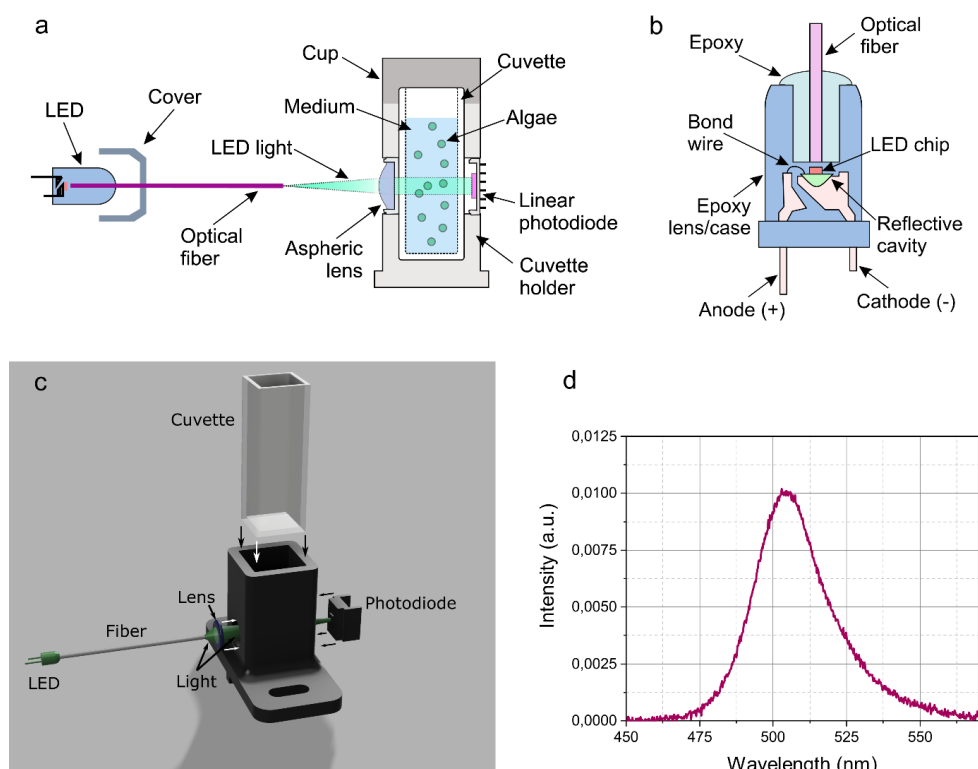 a
LED
Cover
Cup
Cuvette
Medium
Algae
LED light
Optical
fiber
Aspheric
lens
Linear
photodiode
Cuvette
holder
b
Epoxy
Optical
fiber
Bond
wire
LED chip
Epoxy
lens/case
Reflective
cavity
Anode (+)
Cathode (-)
c
Cuvette
Lens
Photodiode
Fiber
LED
Light
d
0,0125
0,0100
0,0075
0,0050
0,0025
0,0000
Intensity (a.u.)
450
475
500
525
550
Wavelength (nm)